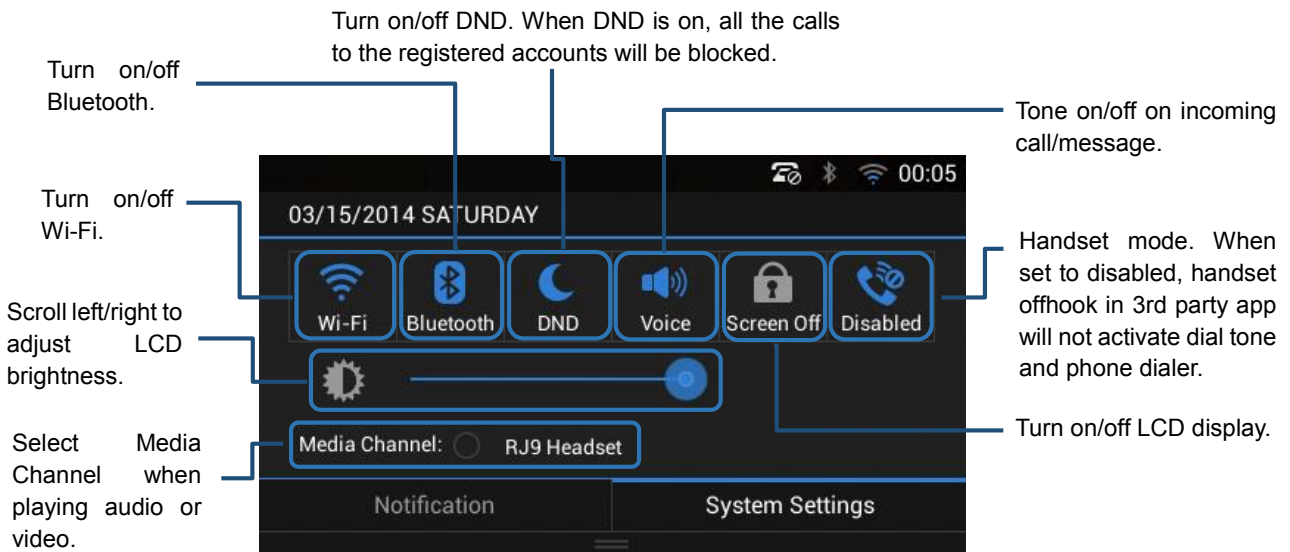 Turn on/off DND. When DND is on, all the calls
to the registered accounts will be blocked.
Turn on/off
Bluetooth.
Tone on/off on incoming
call/message.
Turn on/off
Wi-Fi.
00:05
03/15/2014 SATURDAY
Wi-Fi
Bluetooth
DND
Voice
Screen Off
Disabled
Handset mode. When
set to disabled, handset
offhook in 3rd party app
will not activate dial tone
and phone dialer.
Scroll left/right to
adjust LCD
brightness.
Turn on/off LCD display.
Select Media
Channel when
playing audio or
video.
Media Channel: RJ9 Headset
Notification
System Settings